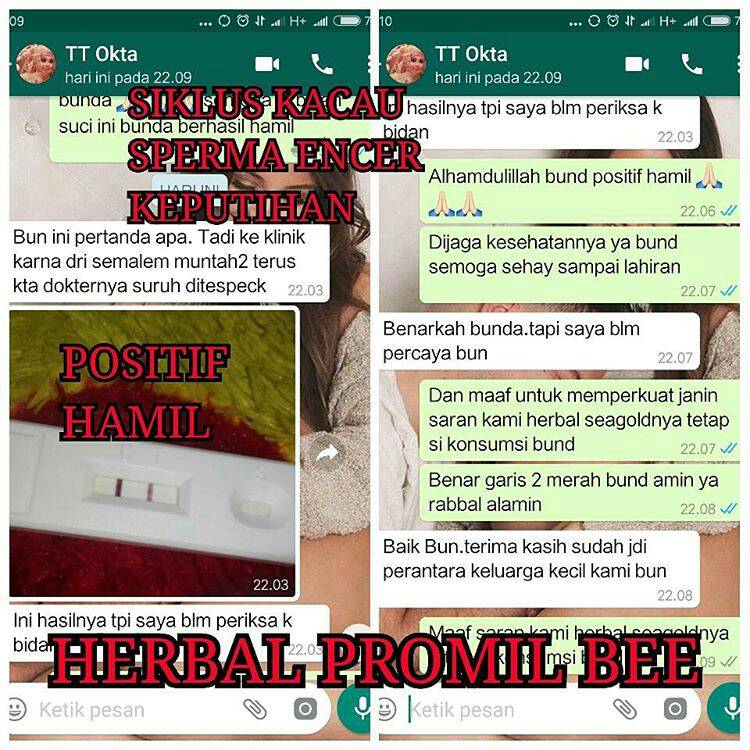 09
H+
7
TT Okta
hari ini pada 22.09
bunda
suci ini bunda berhasil hamil
SIKLUS KACAU
SPERMA ENCER
KEPUTIHAN
HARI INI
Bun ini pertanda apa. Tadi ke klinik
karna dri semalem muntah2 terus
kta dokternya suruh ditespeck
22.03
POSITIF
HAMIL
22.03
Ini hasilnya tpi saya blm periksa k
bidan
22.03
Ketik pesan
10
H+
7
TT Okta
hari ini pada 22.09
hasilnya tpi saya blm periksa k
bidan
22.03
Alhamdulillah bund positif hamil 🙏🏻
🙏🏻🙏🏻
22.06
Dijaga kesehatannya ya bund
semoga sehay sampai lahiran
22.07
Benarkah bunda.tapi saya blm
percaya bun
22.07
Dan maaf untuk memperkuat janin
saran kami herbal seagoldnya tetap
si konsumsi bund
22.07
Benar garis 2 merah bund amin ya
rabbal alamin
22.08
Baik Bun.terima kasih sudah jdi
perantara keluarga kecil kami bun
22.08
Maaf saran kami herbal seagoldnya
09
HERBAL PROMIL BEE
Ketik pesan